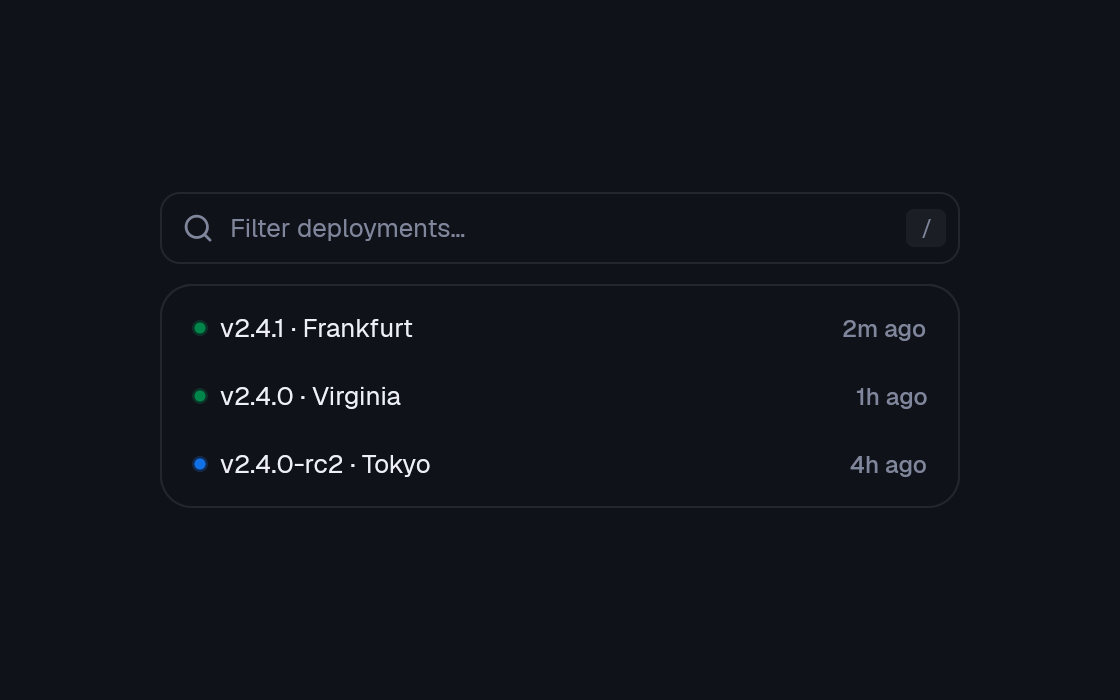 Filter deployments…
/
v2.4.1 · Frankfurt
2m ago
v2.4.0 · Virginia
1h ago
v2.4.0-rc2 · Tokyo
4h ago